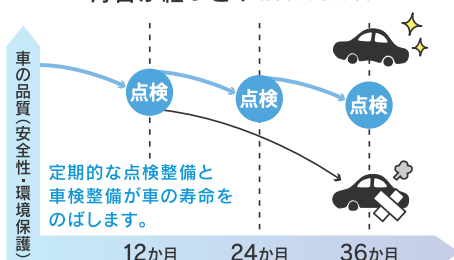 車の品質（安全性・環境保護）
点検
点検
点検
定期的な点検整備と
車検整備が車の寿命を
のばします。
12か月
24か月
36か月